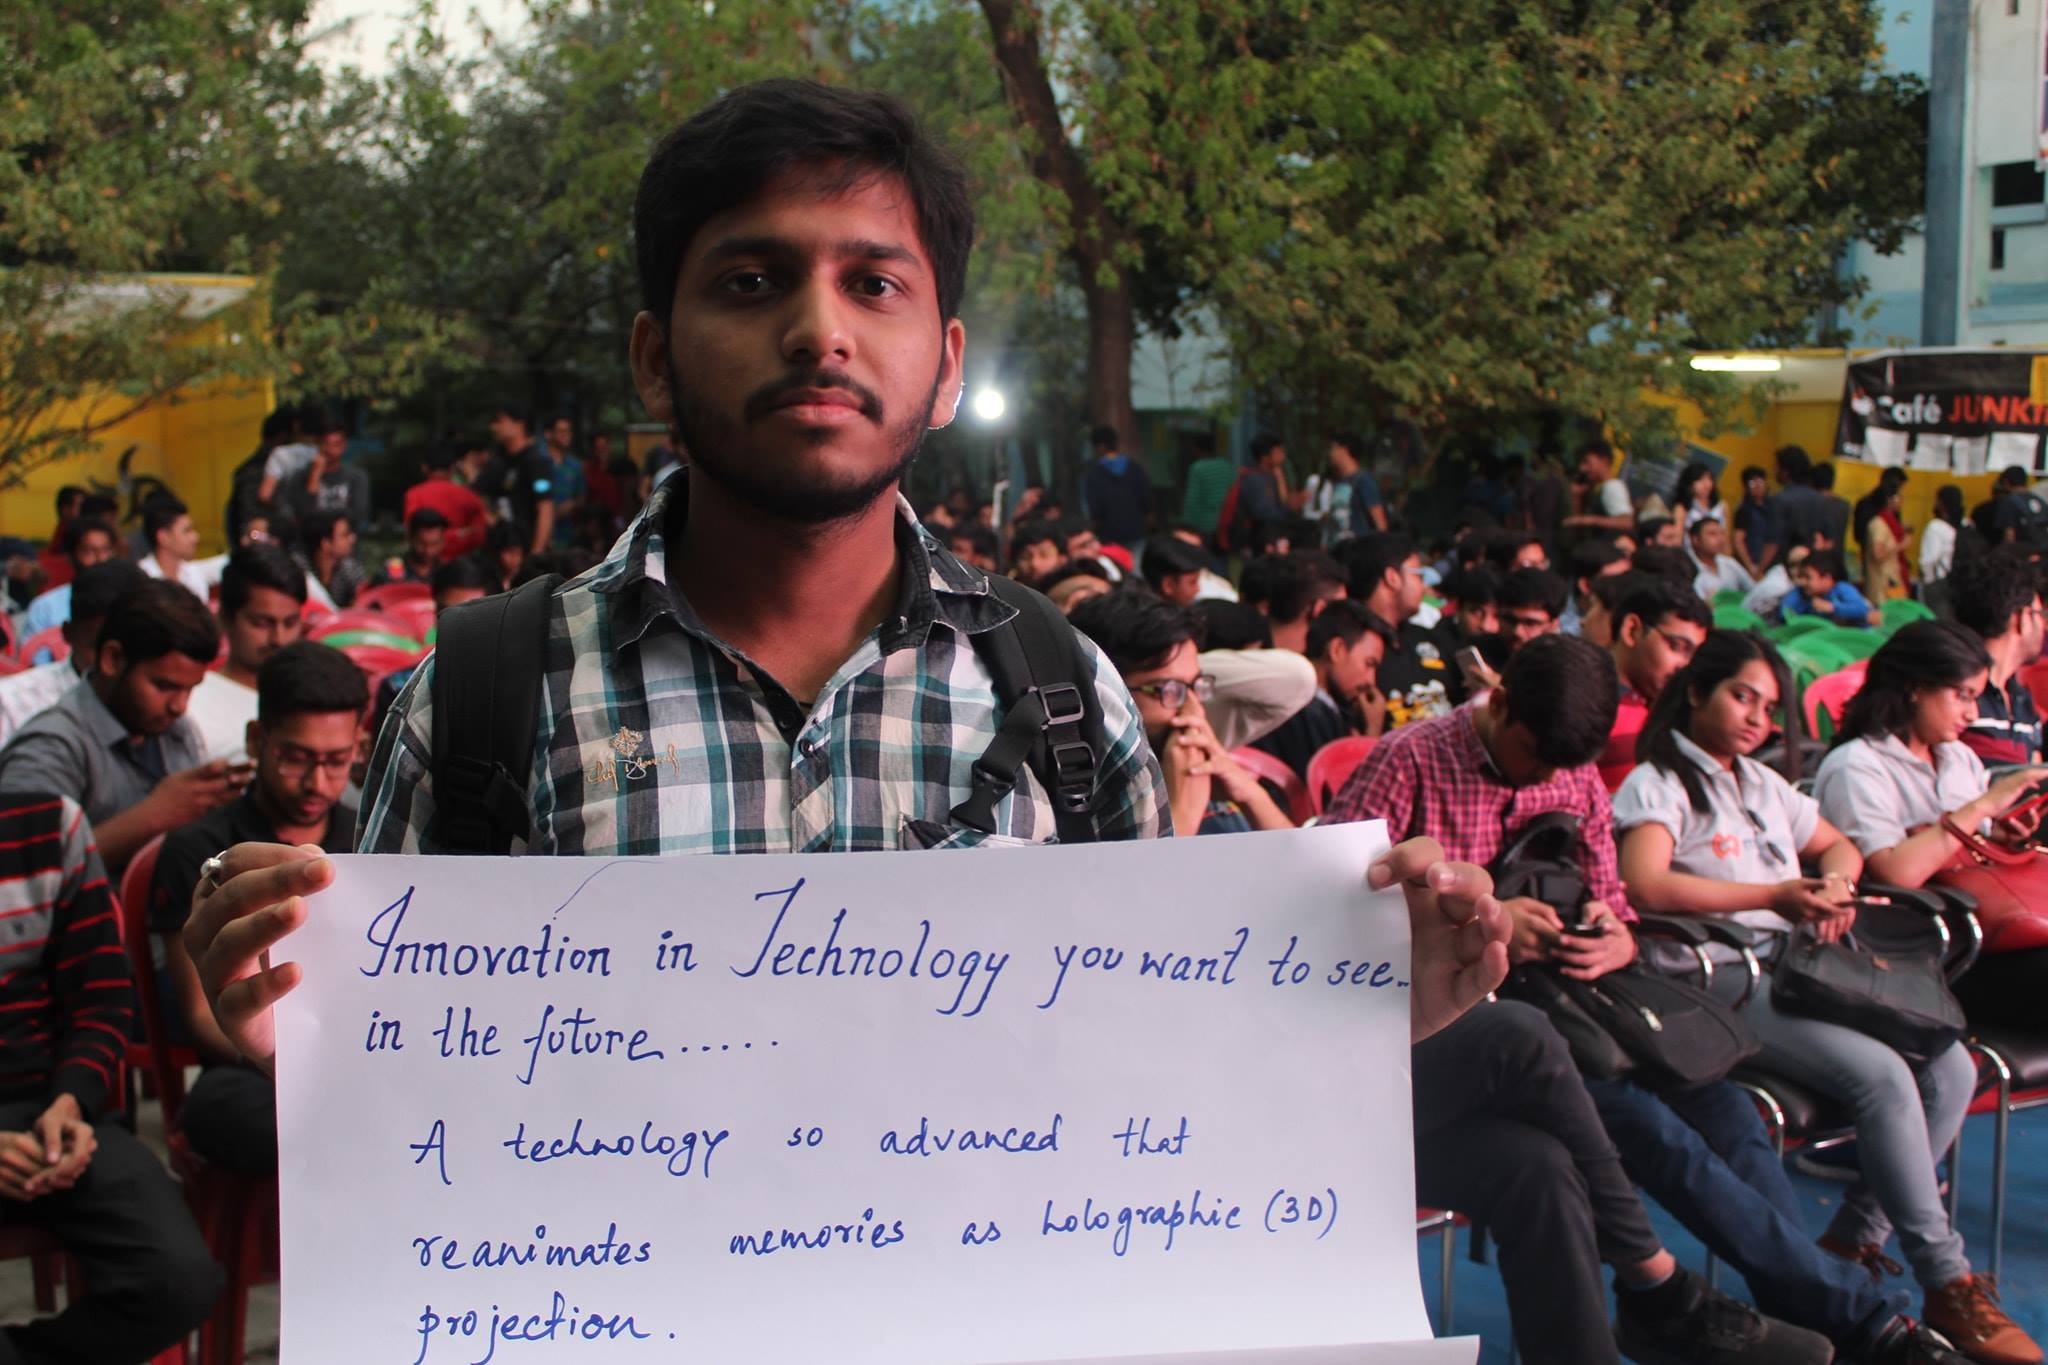 Café JUNK
Innovation in Technology you want to see..
in the future.....
A technology so advanced that
reanimates memories as holographic (3D)
projection.